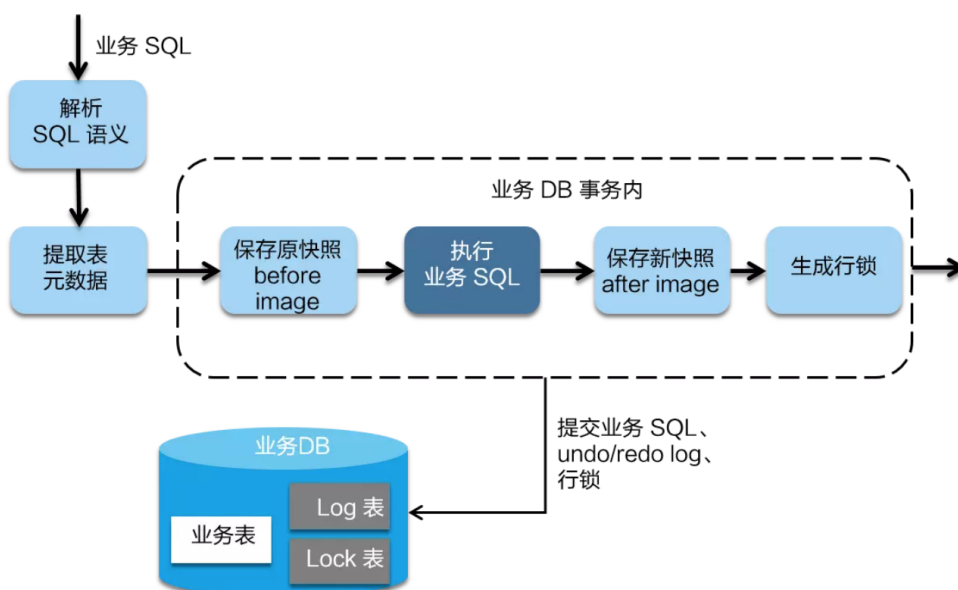 业务 SQL
解析
SQL 语义
提取表
元数据
业务 DB 事务内
保存原快照
before
image
执行
业务 SQL
保存新快照
after image
生成行锁
提交业务 SQL、
undo/redo log、
行锁
业务DB
业务表
Log 表
Lock 表